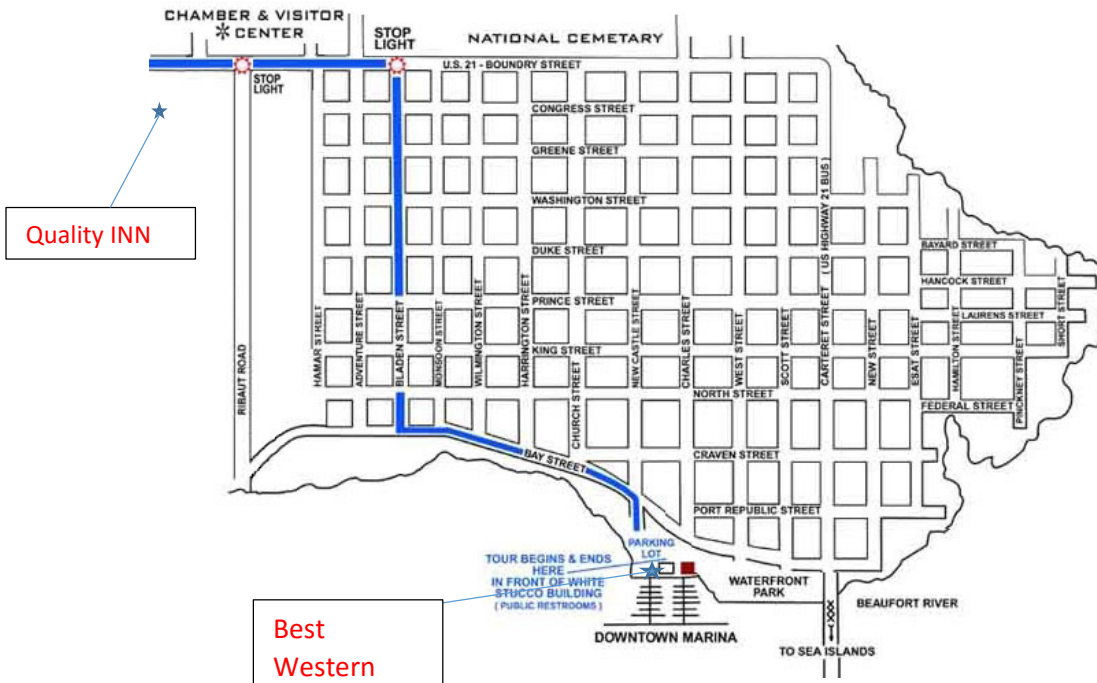 CHAMBER & VISITOR
CENTER
STOP
LIGHT
NATIONAL CEMETARY
U.S. 21 - BOUNDRY STREET
STOP
LIGHT
CONGRESS STREET
GREENE STREET
Quality INN
WASHINGTON STREET
DUKE STREET
( US HIGHWAY 21 BUS )
BAYARD STREET
HANCOCK STREET
PRINCE STREET
LAURENS STREET
KING STREET
RIBAUT ROAD
HAMAR STREET
ADVENTURE STREET
BLADEN STREET
MONSOON STREET
WILMINGTON STREET
HARRINGTON STREET
CHURCH STREET
NEW CASTLE STREET
CHARLES STREET
WEST STREET
SCOTT STREET
CARTERET STREET
NEW STREET
ESAT STREET
HAMILTON STREET
PINCKNEY STREET
SHORT STREET
NORTH STREET
FEDERAL STREET
BAY STREET
CRAVEN STREET
PORT REPUBLIC STREET
PARKING
LOT
TOUR BEGINS & ENDS
HERE
IN FRONT OF WHITE
STUCCO BUILDING
( PUBLIC RESTROOMS )
WATERFRONT
PARK
BEAUFORT RIVER
XXX
Best
Western
DOWNTOWN MARINA
TO SEA ISLANDS